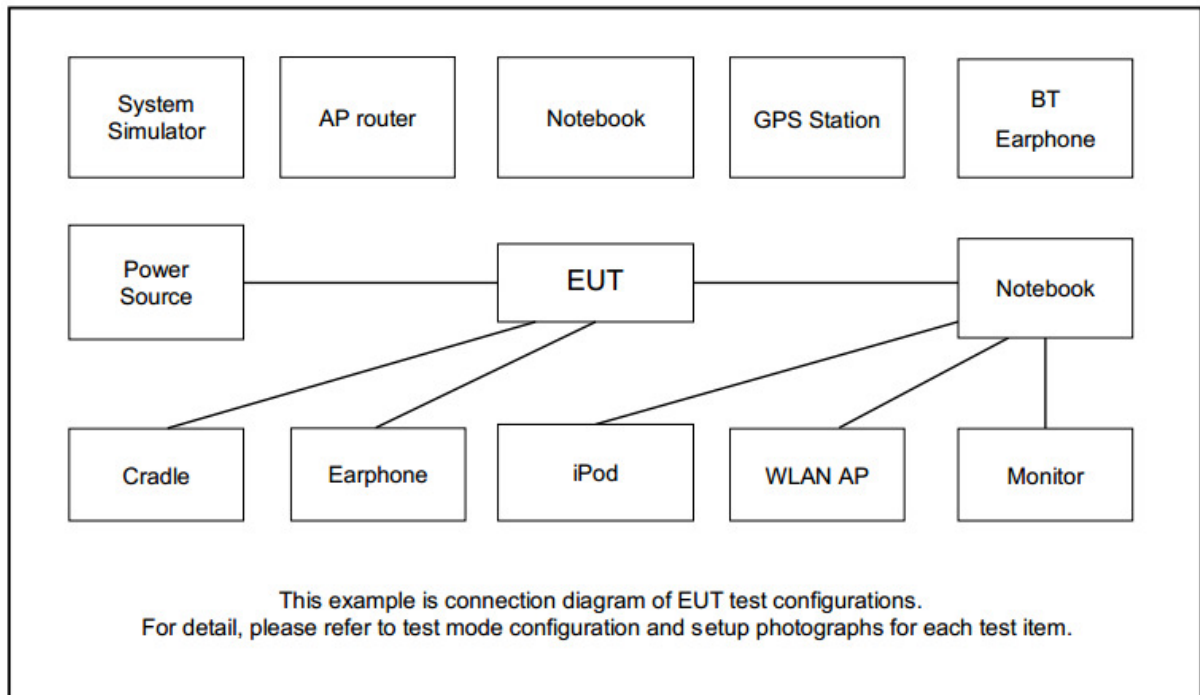 System
Simulator
AP router
Notebook
GPS Station
BT
Earphone
Power
Source
EUT
Notebook
Cradle
Earphone
iPod
WLAN AP
Monitor
This example is connection diagram of EUT test configurations.
For detail, please refer to test mode configuration and setup photographs for each test item.